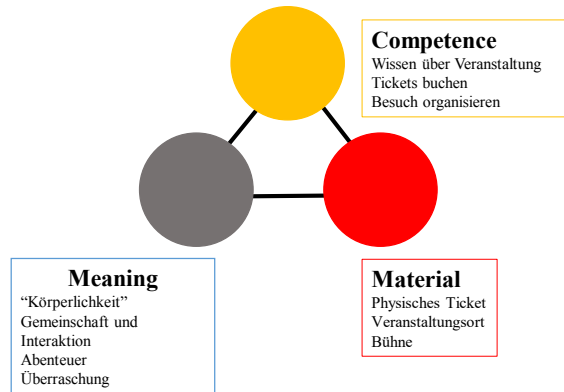 Competence
Wissen über Veranstaltung
Tickets buchen
Besuch organisieren
Meaning
“Körperlichkeit”
Gemeinschaft und
Interaktion
Abenteuer
Überraschung
Material
Physisches Ticket
Veranstaltungsort
Bühne